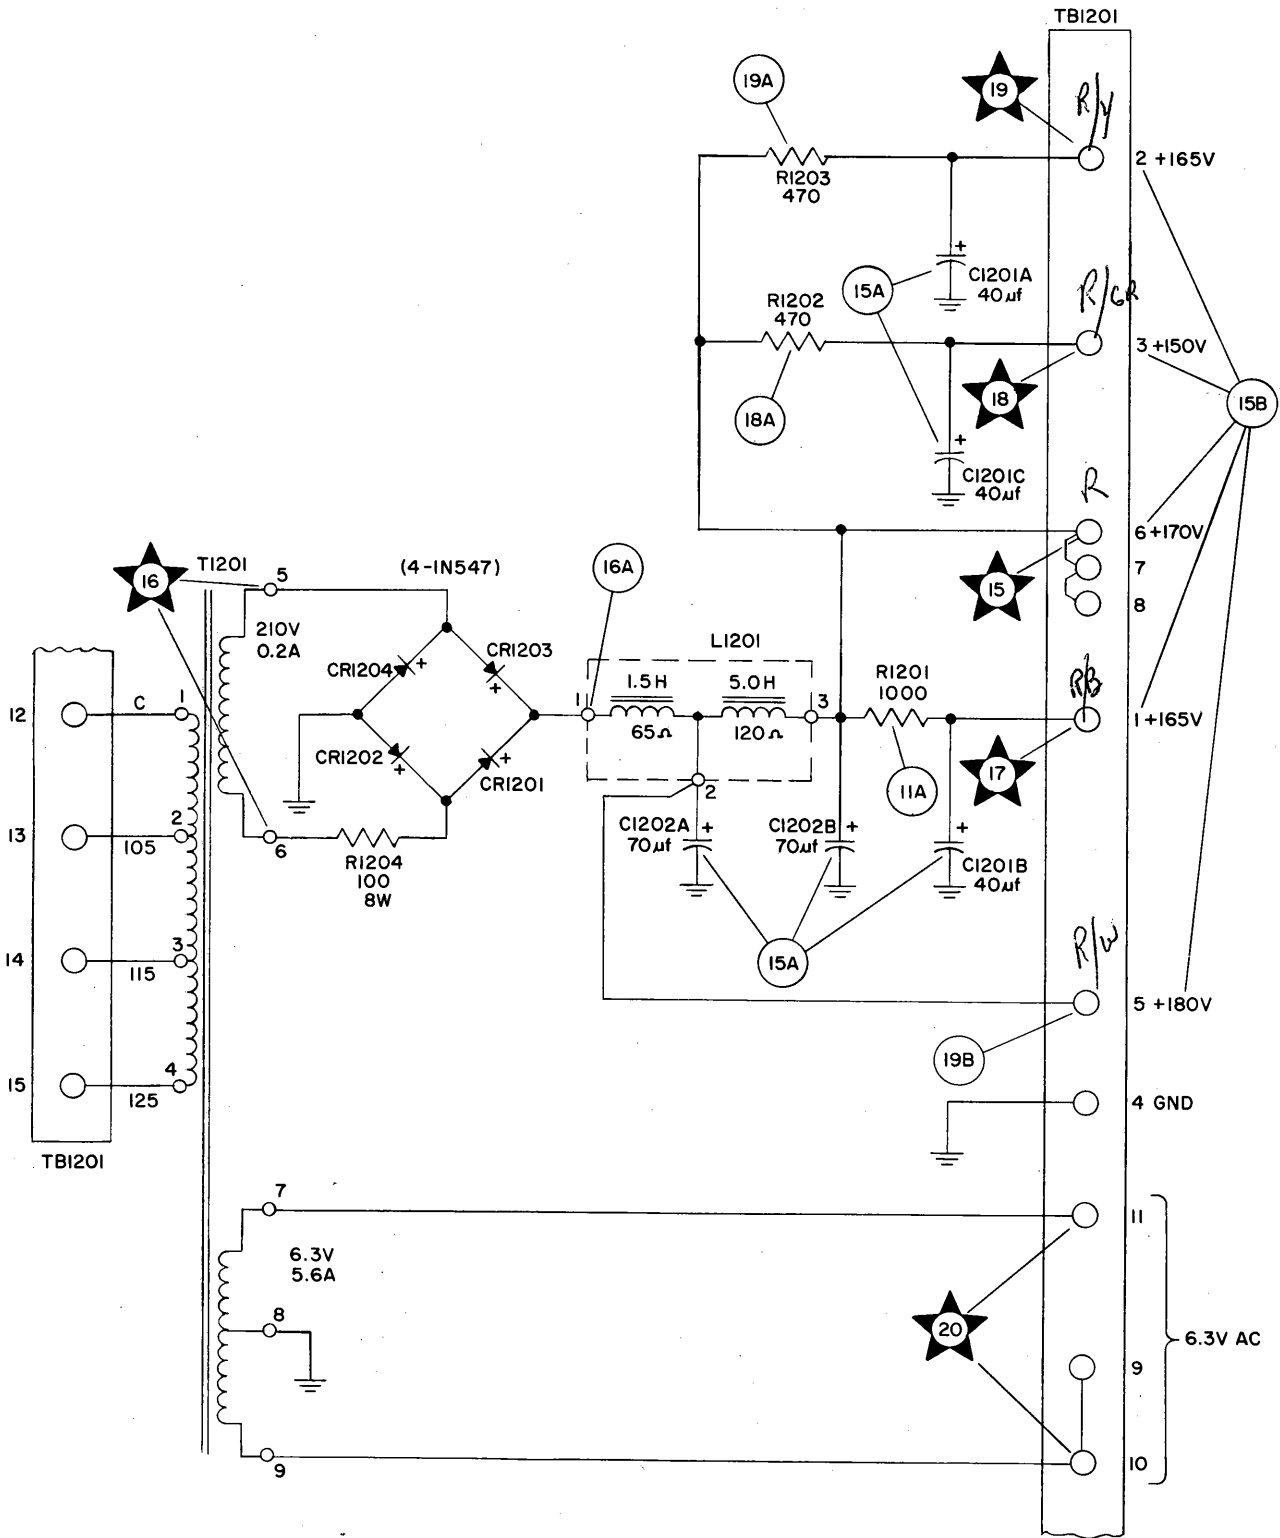 TB1201
19A
19
R/Y
R1203
470
2 +165V
C1201A
40µf
15A
R1202
470
R/GR
3 +150V
18A
18
15B
C1201C
40µf
R
6 +170V
7
8
15
16
T1201
5
(4-1N547)
16A
210V
0.2A
CR1204
+
CR1203
+
L1201
1
1.5H
5.0H
3
65Ω
120Ω
R1201
1000
R/B
1 +165V
12
C
1
CR1202
+
CR1201
+
2
11A
17
13
105
2
6
R1204
100
8W
C1202A
70µf
+
C1202B
70µf
+
C1201B
40µf
+
15A
14
115
3
R/W
5 +180V
19B
15
125
4
4 GND
TB1201
7
11
6.3V
5.6A
8
20
6.3V AC
9
9
10